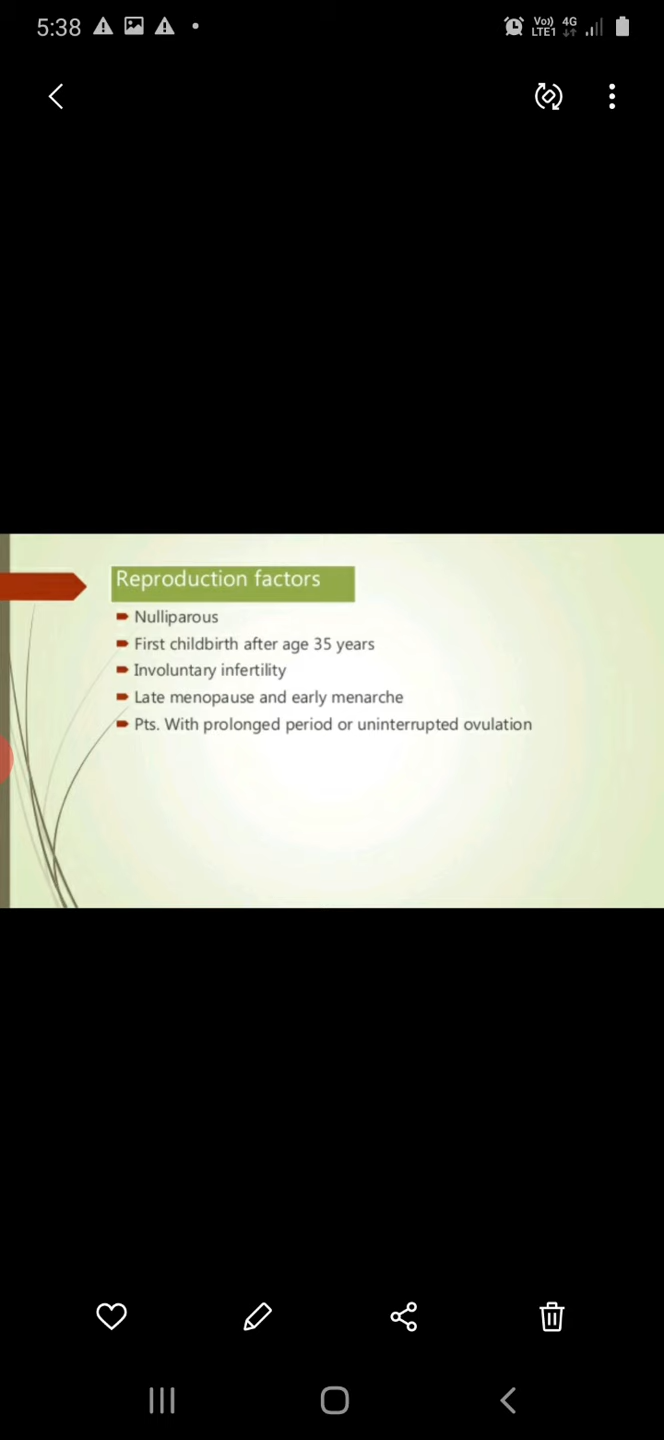 5:38
Vo)) 4G
LTE1
Reproduction factors
Nulliparous
First childbirth after age 35 years
Involuntary infertility
Late menopause and early menarche
Pts. With prolonged period or uninterrupted ovulation